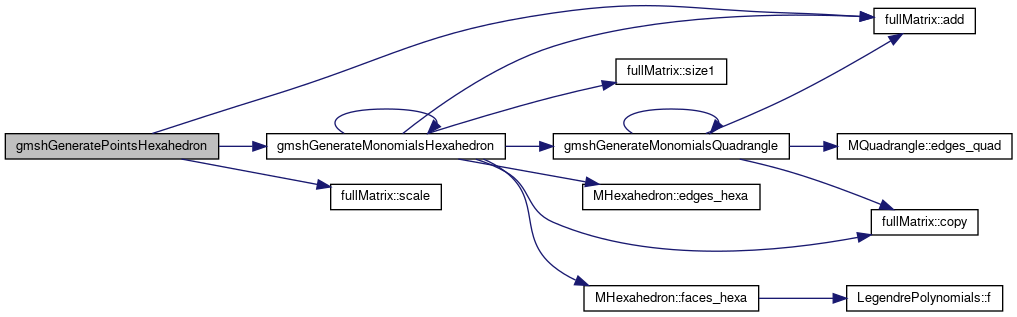 fullMatrix::add
fullMatrix::size1
gmshGeneratePointsHexahedron
gmshGenerateMonomialsHexahedron
gmshGenerateMonomialsQuadrangle
MQuadrangle::edges_quad
fullMatrix::scale
MHexahedron::edges_hexa
fullMatrix::copy
MHexahedron::faces_hexa
LegendrePolynomials::f